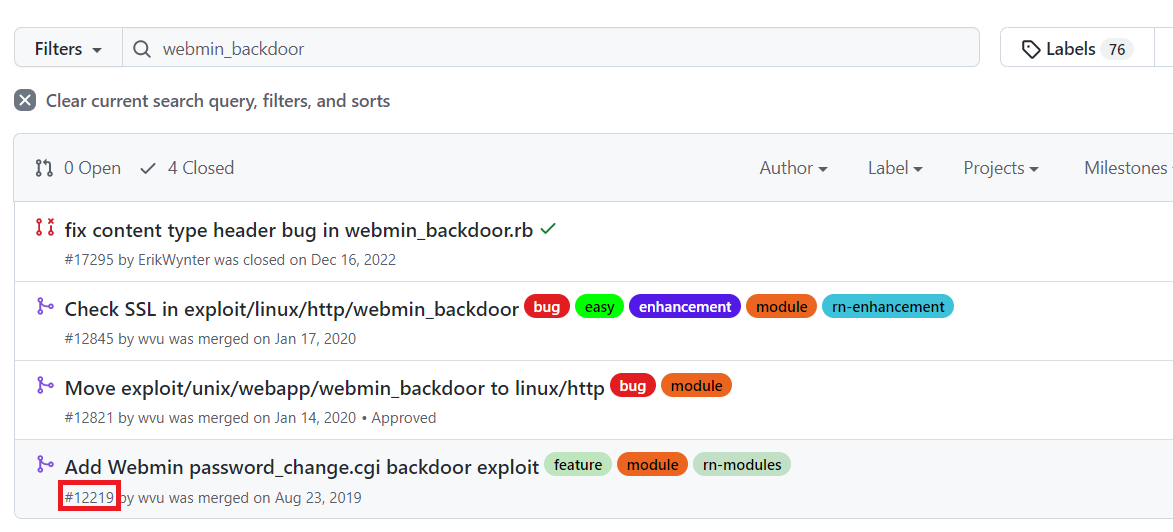 Filters webmin_backdoor Labels 76
Clear current search query, filters, and sorts
0 Open 4 Closed Author Label Projects Milestones
fix content type header bug in webmin_backdoor.rb
#17295 by ErikWynter was closed on Dec 16, 2022
Check SSL in exploit/linux/http/webmin_backdoor bug easy enhancement module rn-enhancement
#12845 by wvu was merged on Jan 17, 2020
Move exploit/unix/webapp/webmin_backdoor to linux/http bug module
#12821 by wvu was merged on Jan 14, 2020 • Approved
Add Webmin password_change.cgi backdoor exploit feature module rn-modules
#12219 by wvu was merged on Aug 23, 2019